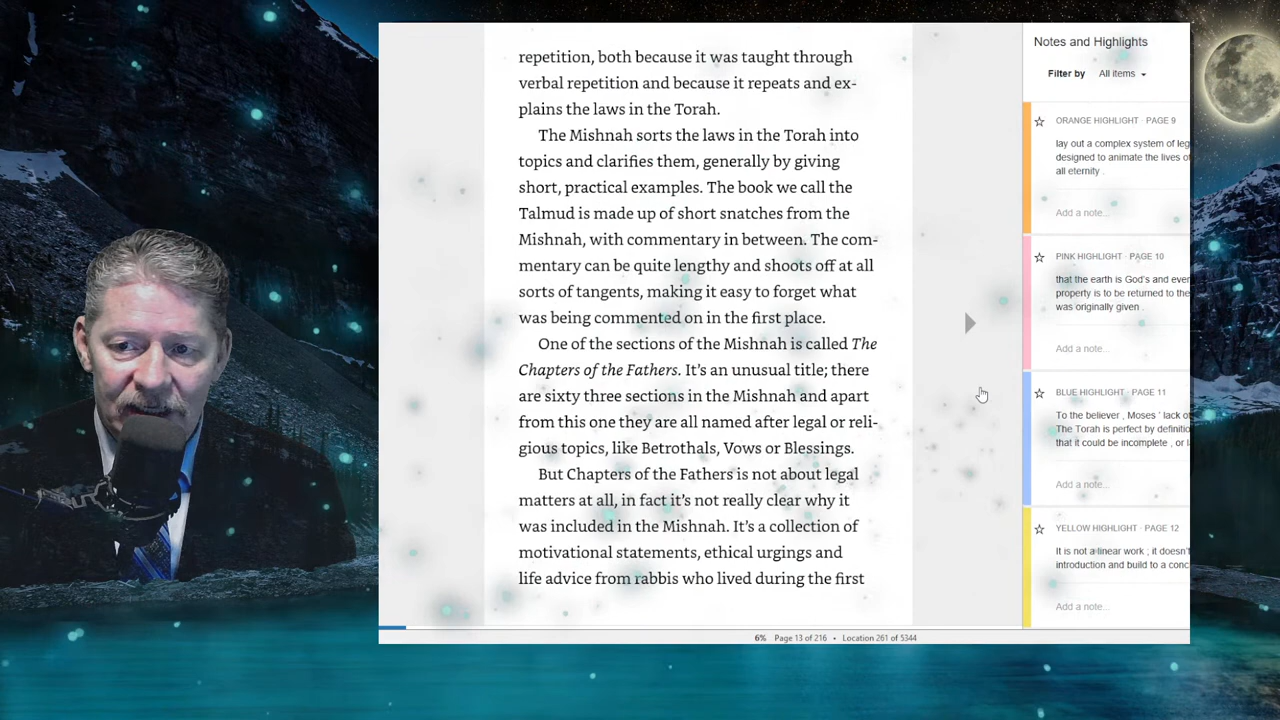 repetition, both because it was taught through
verbal repetition and because it repeats and ex-
plains the laws in the Torah.
The Mishnah sorts the laws in the Torah into
topics and clarifies them, generally by giving
short, practical examples. The book we call the
Talmud is made up of short snatches from the
Mishnah, with commentary in between. The com-
mentary can be quite lengthy and shoots off at all
sorts of tangents, making it easy to forget what
was being commented on in the first place.
One of the sections of the Mishnah is called The
Chapters of the Fathers. It's an unusual title; there
are sixty three sections in the Mishnah and apart
from this one they are all named after legal or reli-
gious topics, like Betrothals, Vows or Blessings.
But Chapters of the Fathers is not about legal
matters at all, in fact it's not really clear why it
was included in the Mishnah. It's a collection of
motivational statements, ethical urgings and
life advice from rabbis who lived during the first
6% Page 13 of 216 • Location 261 of 5344
Notes and Highlights
Filter by All items
ORANGE HIGHLIGHT · PAGE 9
lay out a complex system of leg
designed to animate the lives of
all eternity .
Add a note...
PINK HIGHLIGHT · PAGE 10
that the earth is God's and ever
property is to be returned to the
was originally given .
Add a note...
BLUE HIGHLIGHT · PAGE 11
To the believer , Moses ' lack of
The Torah is perfect by definitio
that it could be incomplete , or
Add a note...
YELLOW HIGHLIGHT · PAGE 12
It is not a linear work ; it doesn'
introduction and build to a conc
Add a note...